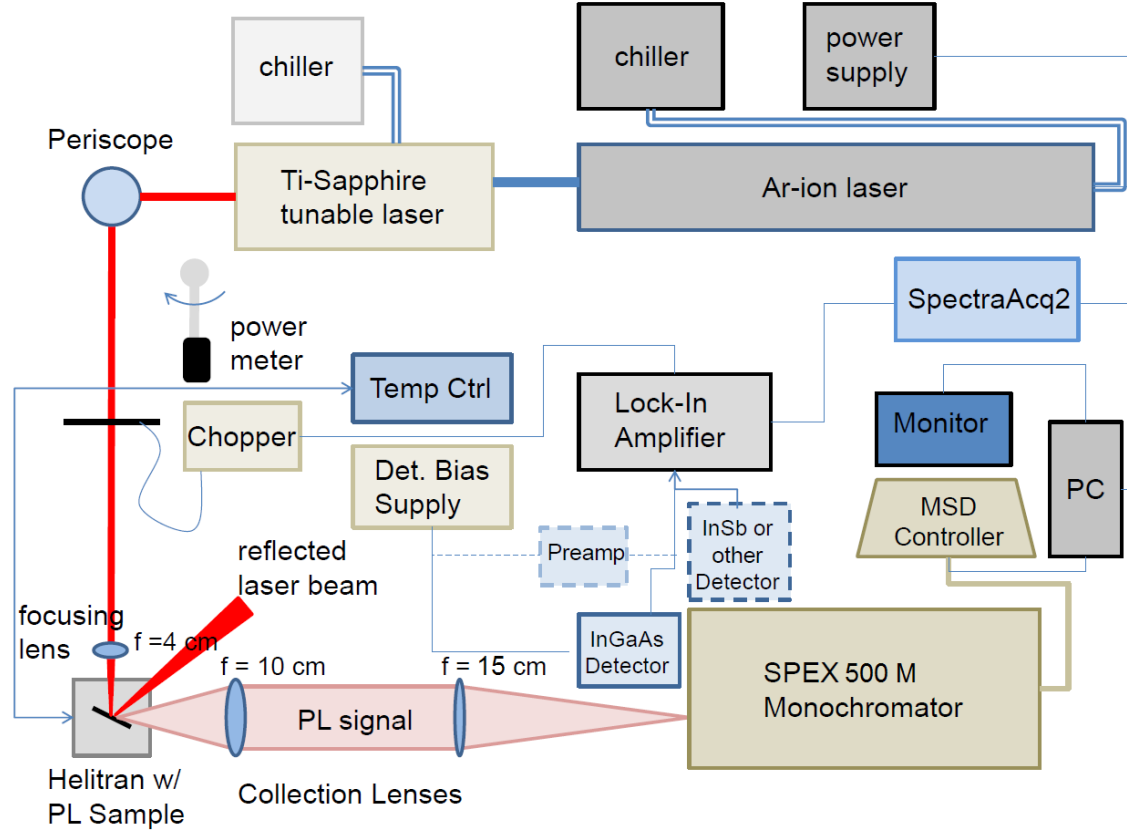 chiller
chiller
power
supply
Periscope
Ti-Sapphire
tunable laser
Ar-ion laser
SpectraAcq2
power
meter
Temp Ctrl
Lock-In
Amplifier
Monitor
Chopper
Det. Bias
Supply
PC
MSD
Controller
Preamp
InSb or
other
Detector
reflected
laser beam
focusing
lens
f =4 cm
f = 10 cm
f = 15 cm
InGaAs
Detector
SPEX 500 M
Monochromator
PL signal
Helitran w/
PL Sample
Collection Lenses